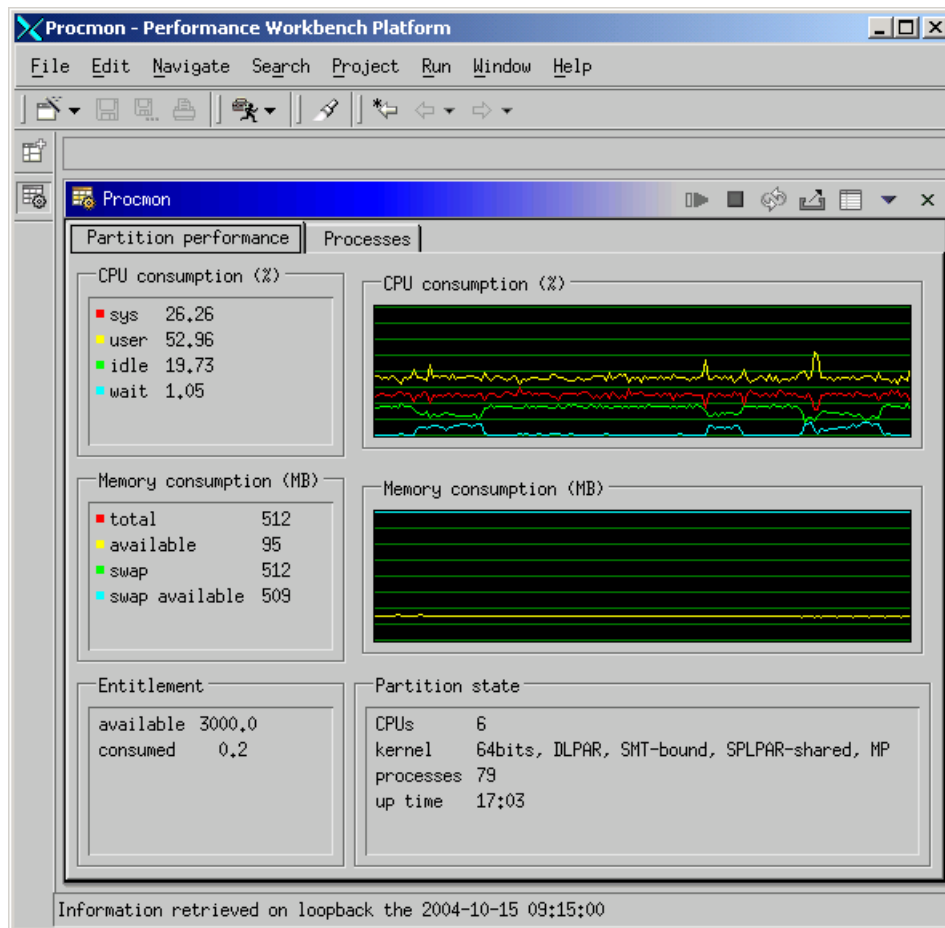 Procmon - Performance Workbench Platform
File Edit Navigate Search Project Run Window Help
Procmon
Partition performance Processes
CPU consumption (%)
sys 26.26
user 52.96
idle 19.73
wait 1.05
CPU consumption (%)
Memory consumption (MB)
total 512
available 95
swap 512
swap available 509
Memory consumption (MB)
Entitlement
available 3000.0
consumed 0.2
Partition state
CPUs 6
kernel 64bits, DLPAR, SMT-bound, SPLPAR-shared, MP
processes 79
up time 17:03
Information retrieved on loopback the 2004-10-15 09:15:00